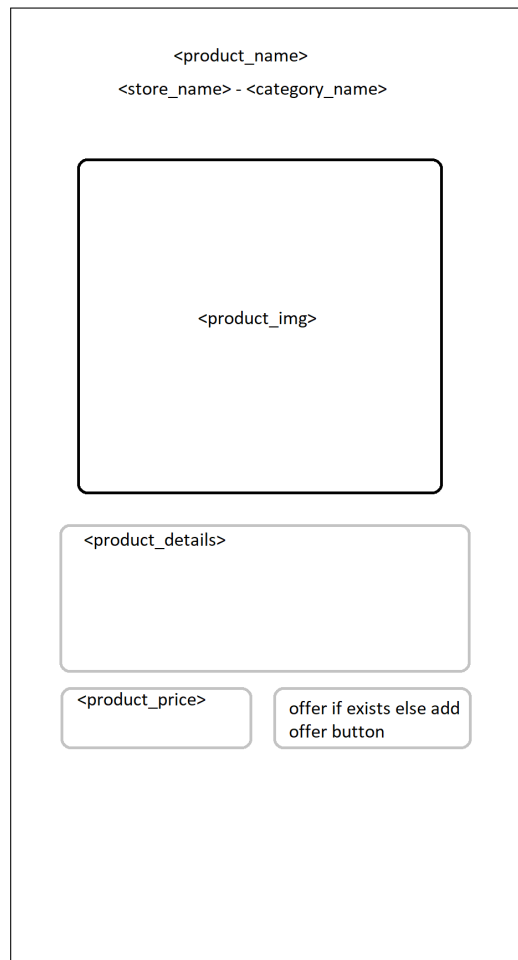 <product_name>
<store_name> - <category_name>
<product_img>
<product_details>
<product_price>
offer if exists else add
offer button